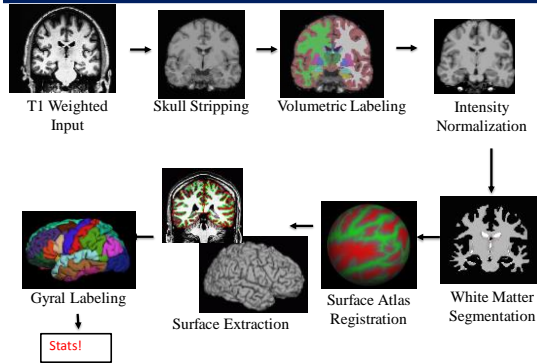 T1 Weighted
Input
Skull Stripping
Volumetric Labeling
Intensity
Normalization
Gyral Labeling
Surface Extraction
Surface Atlas
Registration
White Matter
Segmentation
Stats!